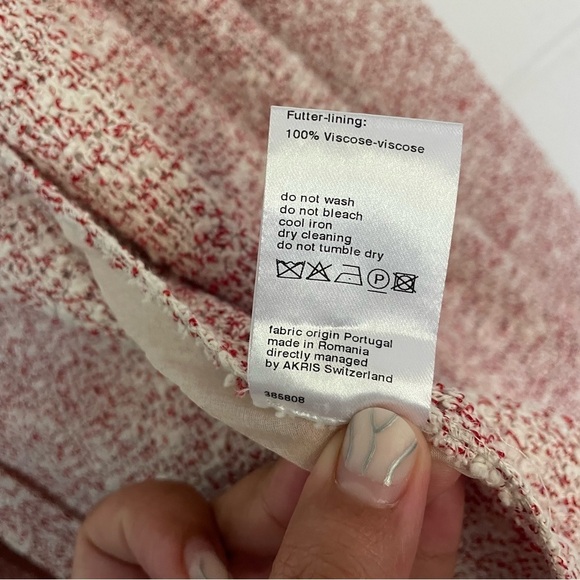 Futter-lining:
100% Viscose-viscose
do not wash
do not bleach
cool iron
dry cleaning
do not tumble dry
P
fabric origin Portugal
made in Romania
directly managed
by AKRIS Switzerland
385808